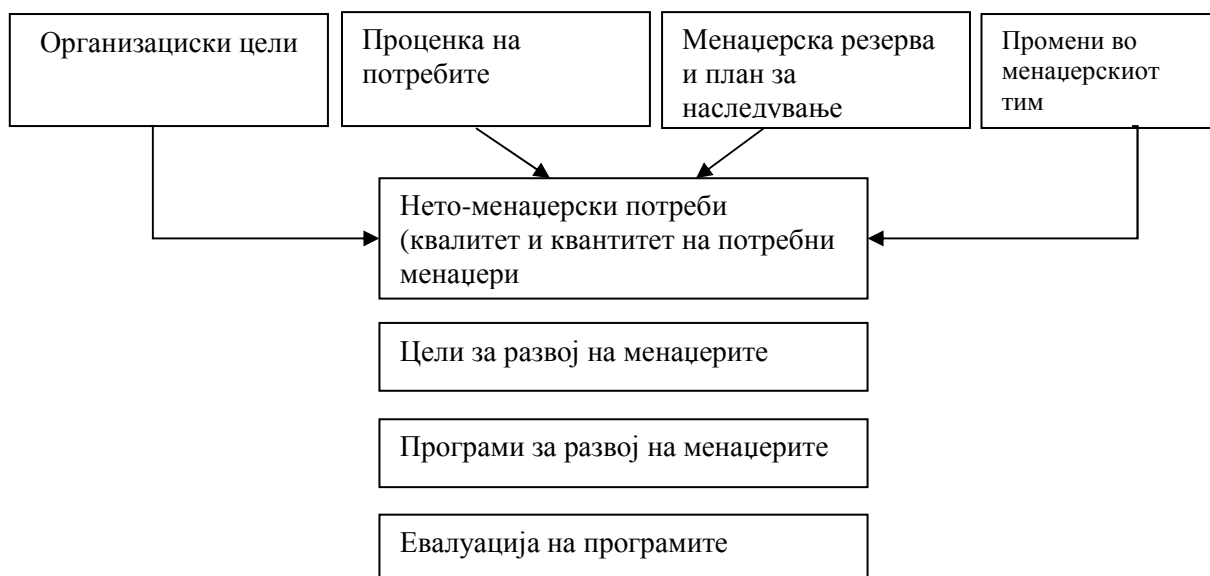 Организациски цели
Проценка на
потребите
Менаџерска резерва
и план за
наследување
Промени во
менаџерскиот
тим
Нето-менаџерски потреби
(квалитет и квантитет на потребни
менаџери
Цели за развој на менаџерите
Програми за развој на менаџерите
Евалуација на програмите